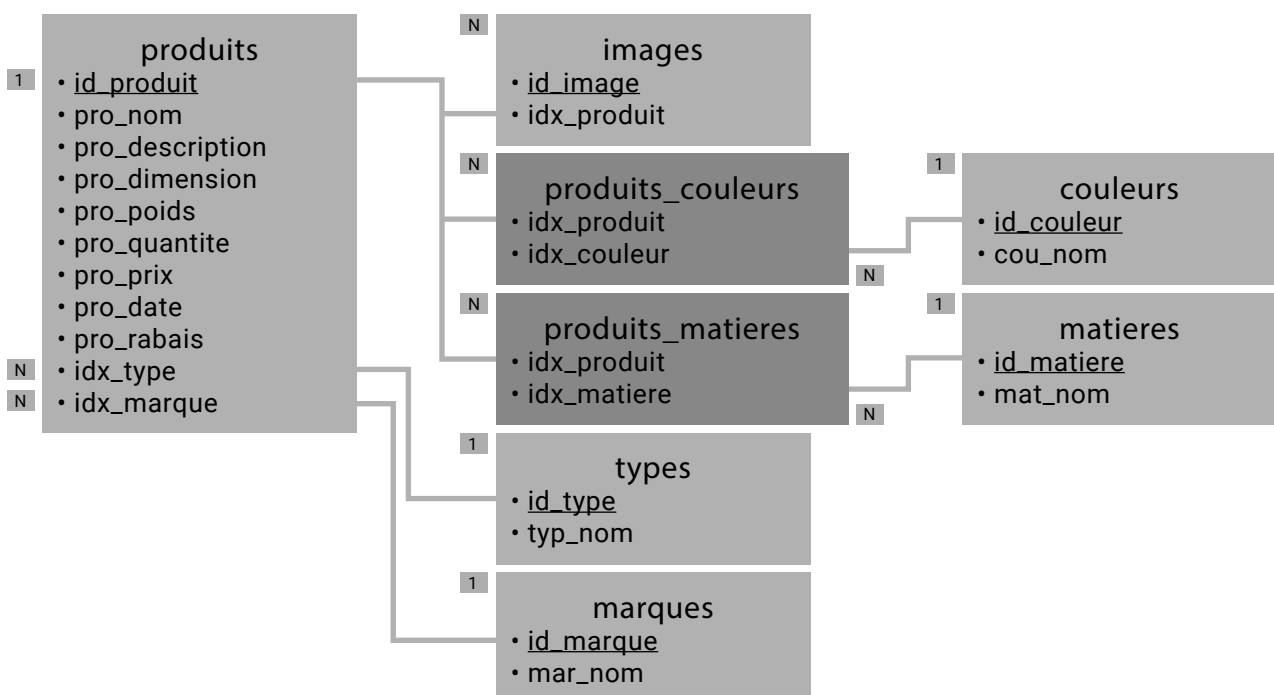 produits
1
• id_produit
• pro_nom
• pro_description
• pro_dimension
• pro_poids
• pro_quantite
• pro_prix
• pro_date
• pro_rabais
N
• idx_type
N
• idx_marque
N
images
• id_image
• idx_produit
N
produits_couleurs
• idx_produit
• idx_couleur
N
1
couleurs
• id_couleur
• cou_nom
N
produits_matieres
• idx_produit
• idx_matiere
N
1
matieres
• id_matiere
• mat_nom
1
types
• id_type
• typ_nom
1
marques
• id_marque
• mar_nom